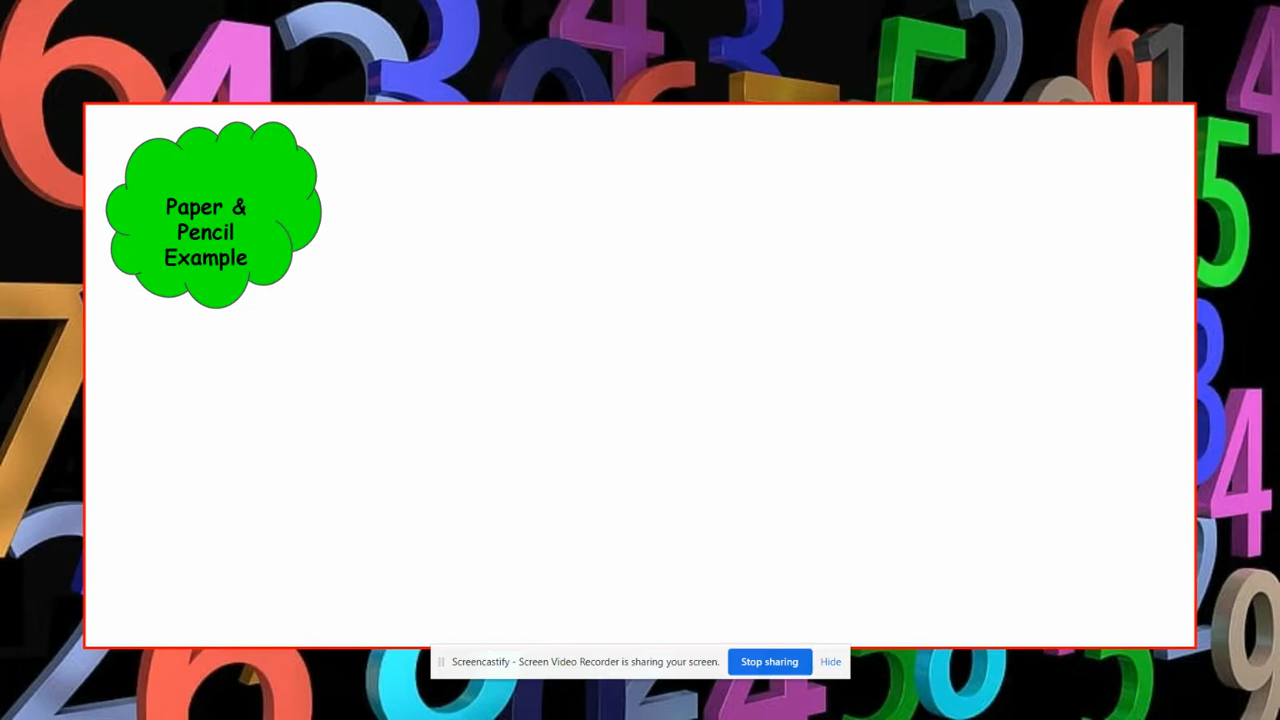 Paper &
Pencil
Example
Screencastify - Screen Video Recorder is sharing your screen. Stop sharing Hide